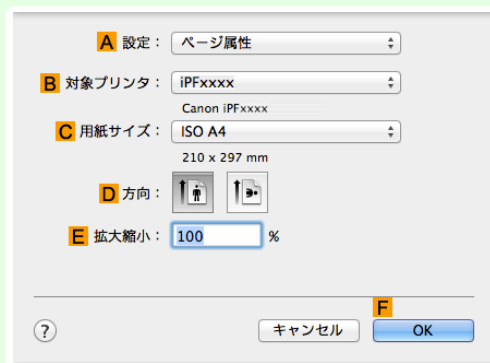 A 設定： ページ属性
B 対象プリンタ： iPFxxxx
Canon iPFxxxx
C 用紙サイズ： ISO A4
210 x 297 mm
D 方向：
E 拡大縮小： 100 %
F
? キャンセル OK